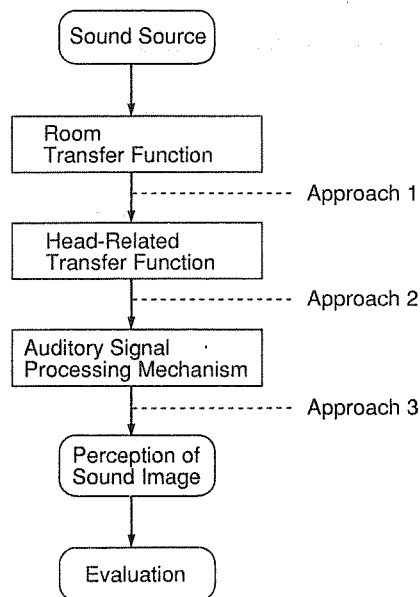 Sound Source
Room
Transfer Function
Approach 1
Head-Related
Transfer Function
Approach 2
Auditory Signal
Processing Mechanism
Approach 3
Perception of
Sound Image
Evaluation